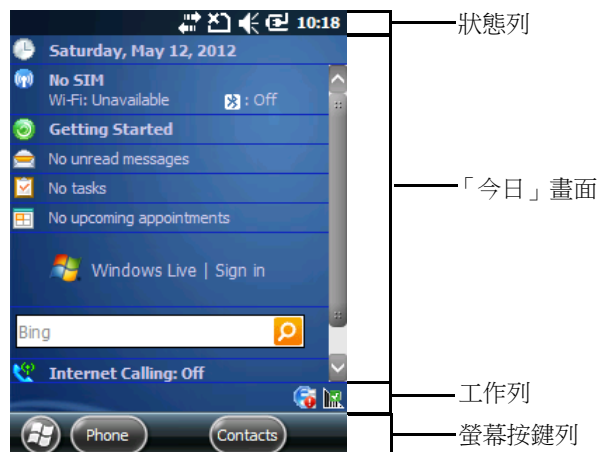 10:18
狀態列
Saturday, May 12, 2012
No SIM
Wi-Fi: Unavailable : Off
Getting Started
No unread messages
No tasks
「今日」畫面
No upcoming appointments
Windows Live | Sign in
Bing
Internet Calling: Off
工作列
Phone Contacts
螢幕按鍵列